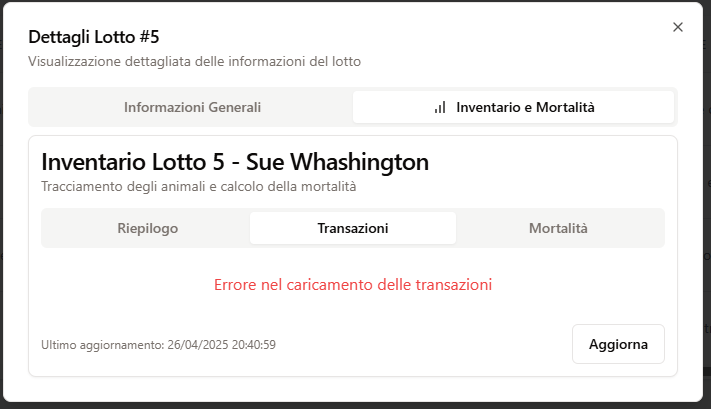 Dettagli Lotto #5
Visualizzazione dettagliata delle informazioni del lotto
Informazioni Generali
Inventario e Mortalità
Inventario Lotto 5 - Sue Whashington
Tracciamento degli animali e calcolo della mortalità
Riepilogo
Transazioni
Mortalità
Errore nel caricamento delle transazioni
Ultimo aggiornamento: 26/04/2025 20:40:59
Aggiorna